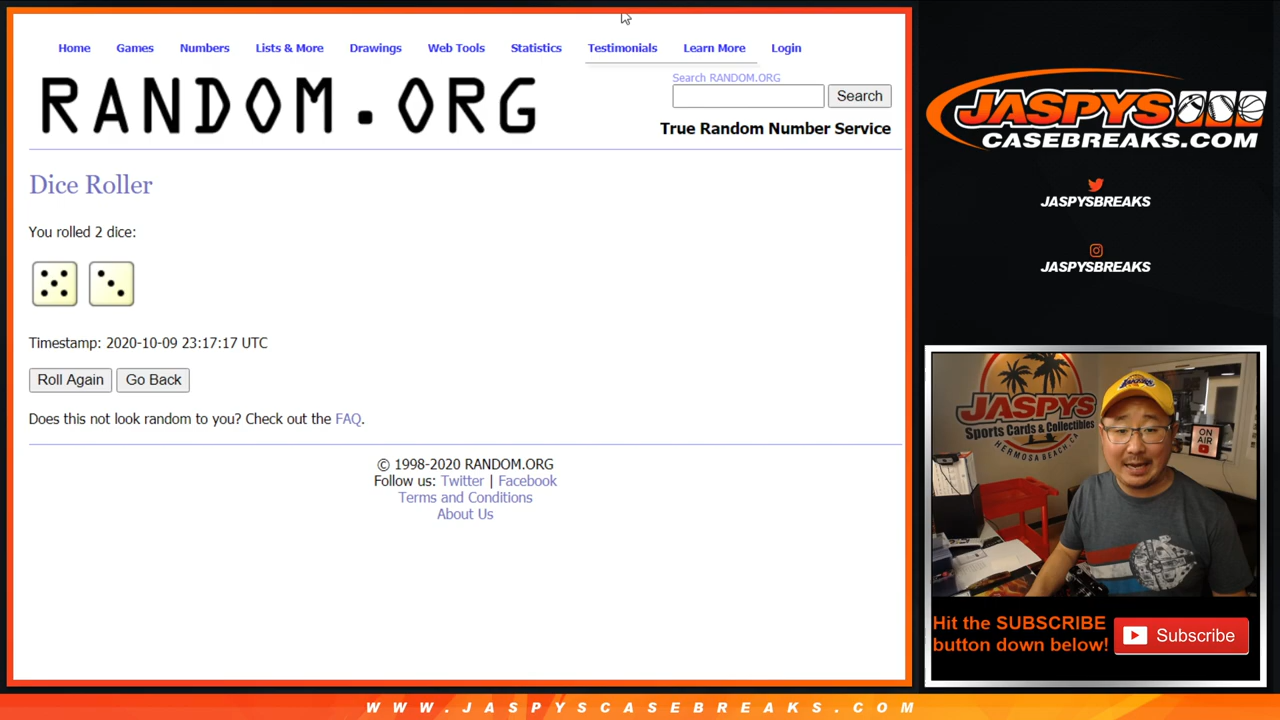 Home Games Numbers Lists & More Drawings Web Tools Statistics Testimonials Learn More Login
RANDOM.ORG
Search RANDOM.ORG
Search
True Random Number Service
Dice Roller
You rolled 2 dice:
Timestamp: 2020-10-09 23:17:17 UTC
Roll Again Go Back
Does this not look random to you? Check out the FAQ.
© 1998-2020 RANDOM.ORG
Follow us: Twitter | Facebook
Terms and Conditions
About Us
JASPYS
CASEBREAKS.COM
JASPYSBREAKS
JASPYSBREAKS
JASPYS
Sports Cards & Collectibles
HERMOSA BEACH, CA
ON
AIR
Hit the SUBSCRIBE
button down below!
Subscribe
WWW.JASPYSCASEBREAKS.COM